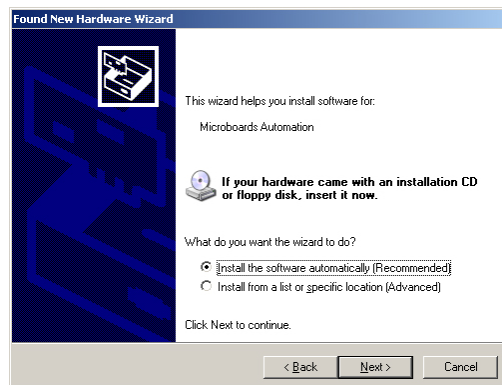 Found New Hardware Wizard
This wizard helps you install software for:
Microboards Automation
If your hardware came with an installation CD
or floppy disk, insert it now.
What do you want the wizard to do?
Install the software automatically (Recommended)
Install from a list or specific location (Advanced)
Click Next to continue.
< Back
Next >
Cancel